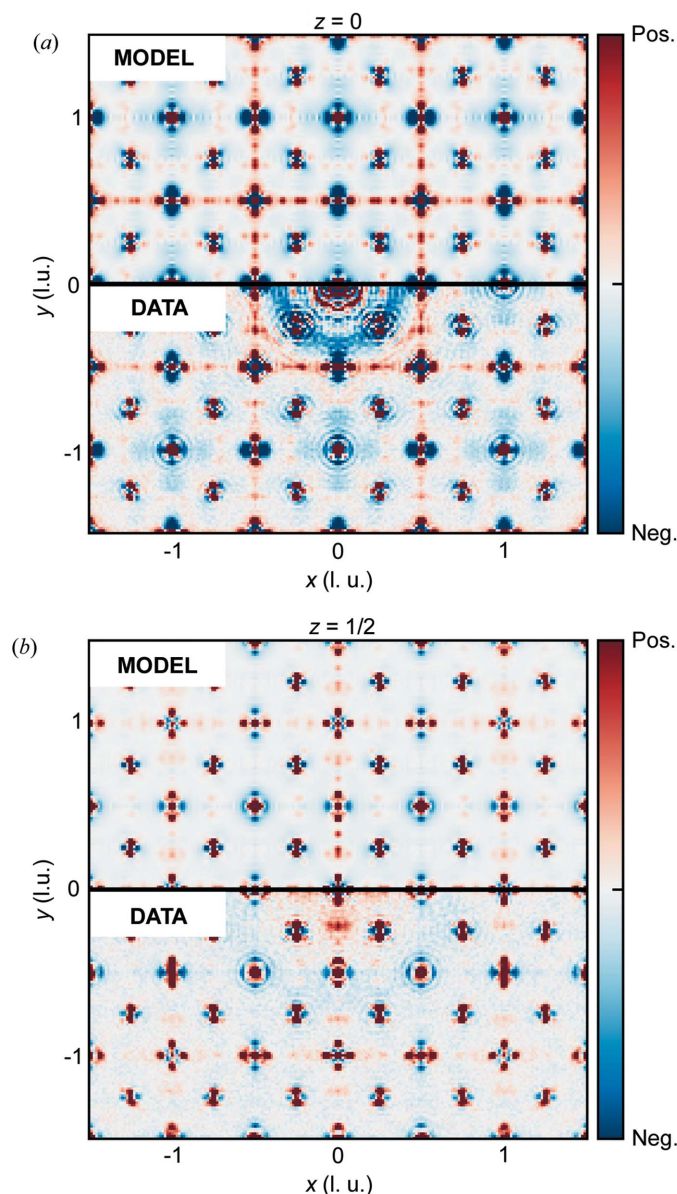 (a)
z = 0
MODEL
Pos.
1
0
DATA
y (l.u.)
-1
Neg.
-1
0
1
x (l. u.)
(b)
z = 1/2
MODEL
Pos.
1
0
DATA
y (l.u.)
-1
Neg.
-1
0
1
x (l. u.)